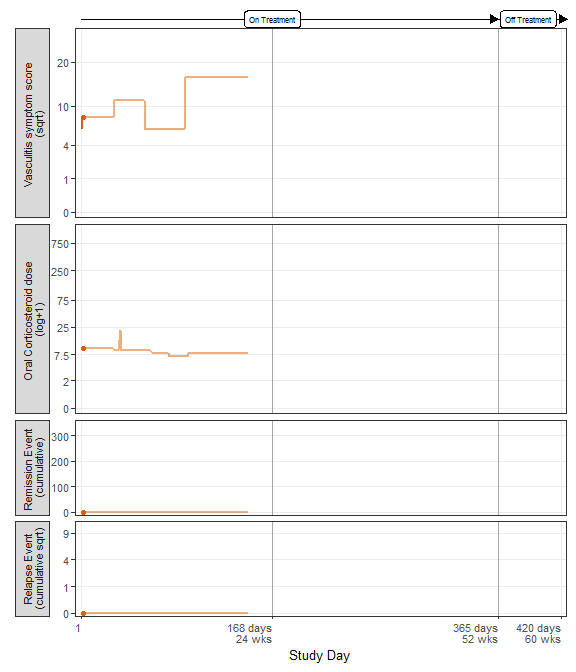 On Treatment
Off Treatment
Vasculitis symptom score
(sqrt)
20
10
4
1
0
Oral Corticosteroid dose
(log+1)
750
250
75
25
7.5
2
0
Remission Event
(cumulative)
300
200
100
0
Relapse Event
(cumulative sqrt)
9
4
1
0
1
168 days
24 wks
365 days
52 wks
420 days
60 wks
Study Day